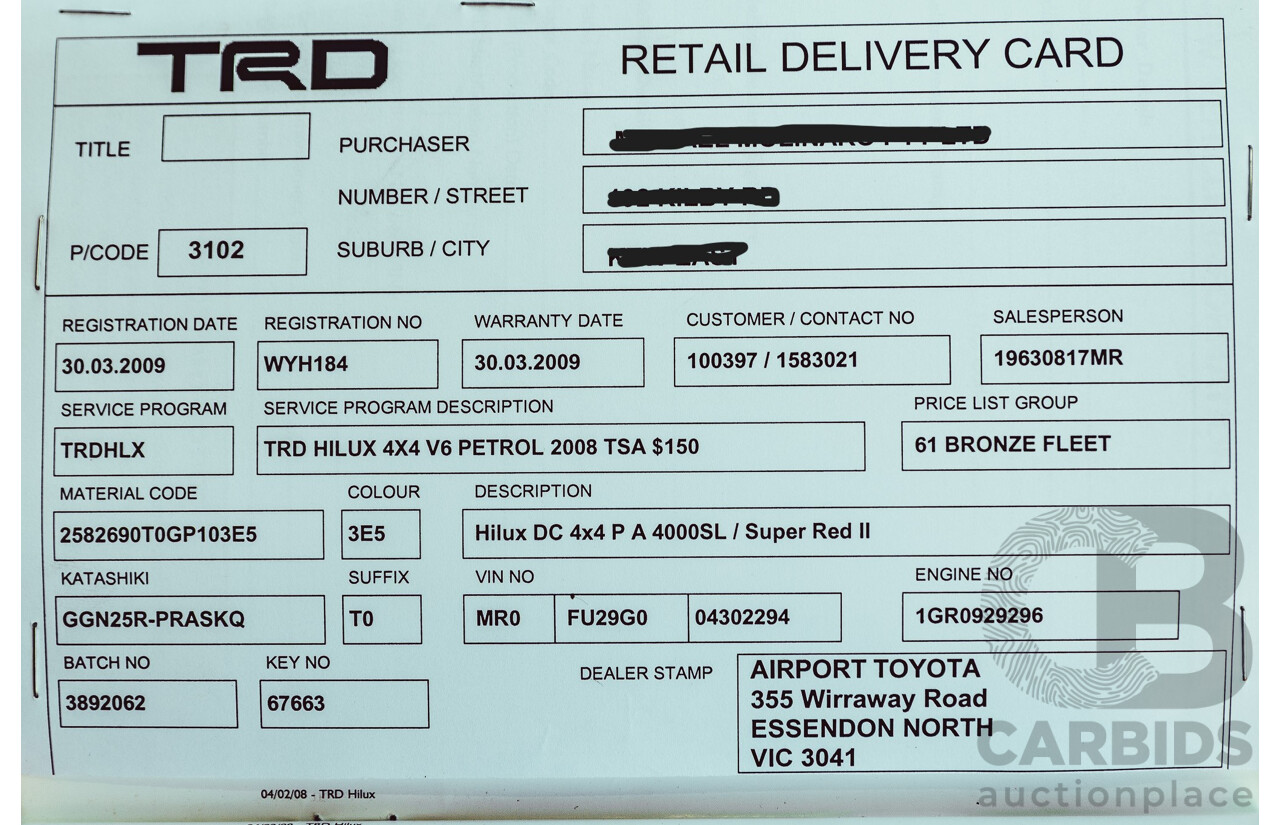 TRD RETAIL DELIVERY CARD
TITLE PURCHASER
NUMBER / STREET
P/CODE 3102 SUBURB / CITY
REGISTRATION DATE REGISTRATION NO WARRANTY DATE CUSTOMER / CONTACT NO SALESPERSON
30.03.2009 WYH184 30.03.2009 100397 / 1583021 19630817MR
SERVICE PROGRAM SERVICE PROGRAM DESCRIPTION PRICE LIST GROUP
TRDHLX TRD HILUX 4X4 V6 PETROL 2008 TSA $150 61 BRONZE FLEET
MATERIAL CODE COLOUR DESCRIPTION
2582690T0GP103E5 3E5 Hilux DC 4x4 P A 4000SL / Super Red II
KATASHIKI SUFFIX VIN NO ENGINE NO
GGN25R-PRASKQ T0 MR0 FU29G0 04302294 1GR0929296
BATCH NO KEY NO
3892062 67663
DEALER STAMP AIRPORT TOYOTA
355 Wirraway Road
ESSENDON NORTH
VIC 3041
04/02/08 - TRD Hilux
CB
CARBIDS
auctionplace